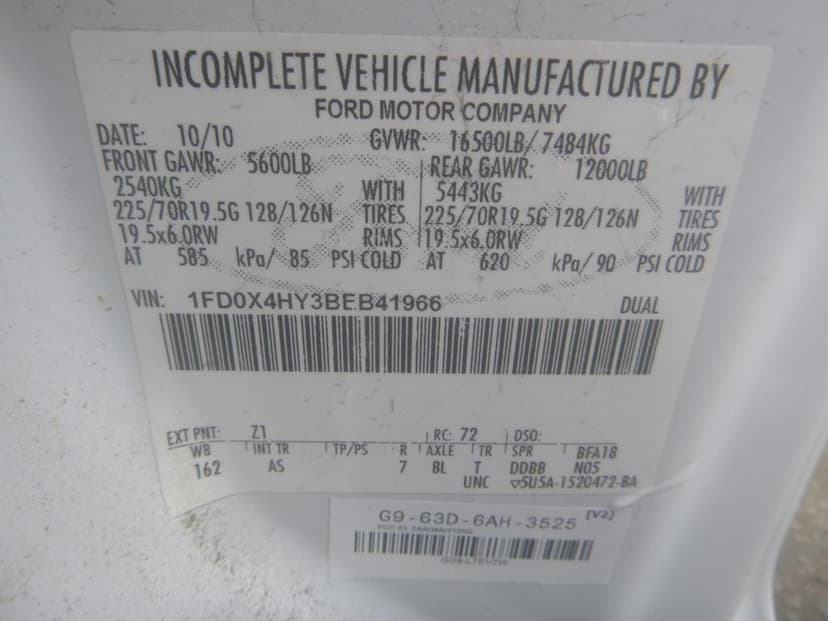 INCOMPLETE VEHICLE MANUFACTURED BY
FORD MOTOR COMPANY
DATE: 10/10 GVWR: 16500LB/ 7484KG
FRONT GAWR: 5600LB REAR GAWR: 12000LB
2540KG WITH 5443KG WITH
225/70R19.5G 128/126N TIRES 225/70R19.5G 128/126N TIRES
19.5x6.0RW RIMS 19.5x6.0RW RIMS
AT 585 kPa/ 85 PSI COLD AT 620 kPa/ 90 PSI COLD
VIN: 1FD0X4HY3BEB41966 DUAL
EXT PNT: Z1 RC: 72 DSO:
WB INT TR TP/PS R AXLE TR SPR BFA18
162 AS 7 8L T DDBB N05
UNC ▽5U5A-1520472-BA
G9-63D-6AH-3525 [V2]